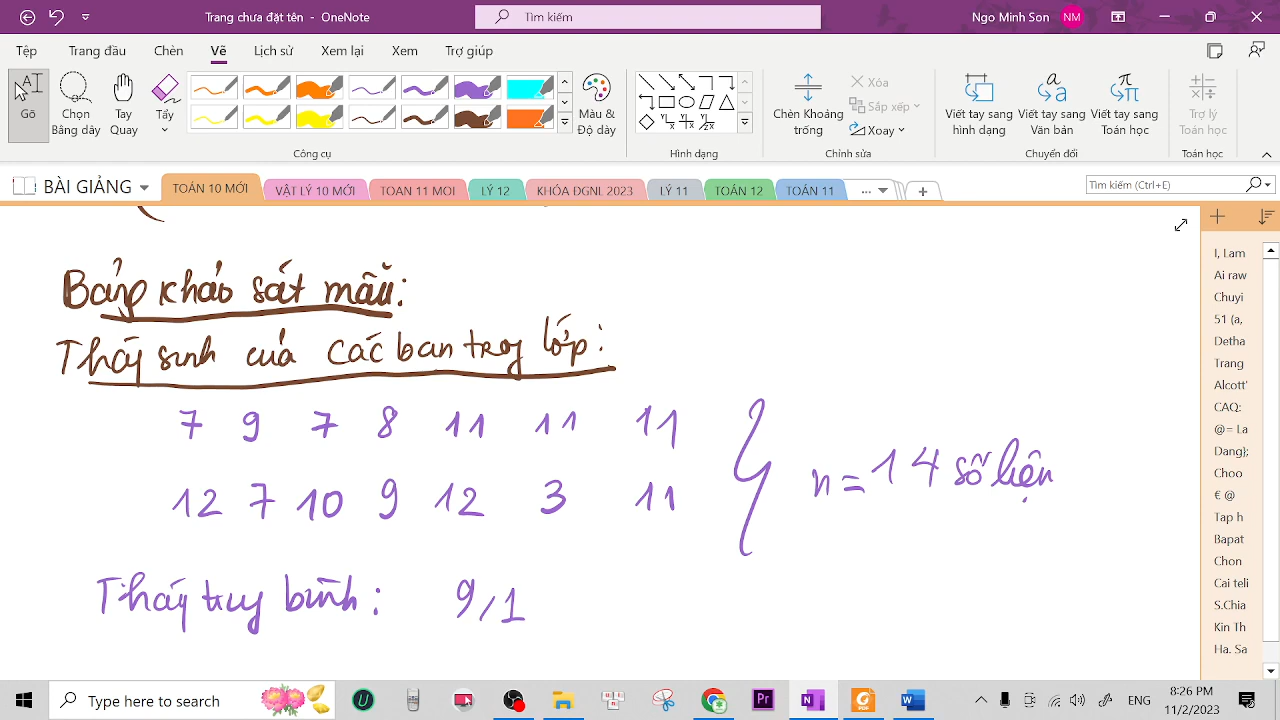 Trang chưa đặt tên - OneNote
Tìm kiếm
Ngo Minh Son NM
Tệp Trang đầu Chèn Vẽ Lịch sử Xem lại Xem Trợ giúp
Gõ
Chọn Bằng dây
Tay Quay
Tẩy
Màu & Độ dày
Chèn Khoảng trống
Xóa
Sắp xếp
Xoay
Viết tay sang hình dạng
Viết tay sang Văn bản
Viết tay sang Toán học
Trợ lý Toán học
Công cụ Hình dạng Chỉnh sửa Chuyển đổi Toán học
BÀI GIẢNG TOÁN 10 MỚI VẬT LÝ 10 MỚI TOAN 11 MOI LÝ 12 KHÓA ĐGNL 2023 LÝ 11 TOÁN 12 TOÁN 11 ... Tìm kiếm (Ctrl+E)
Bảng khảo sát mẫu:
Tháng sinh của các bạn trong lớp:
7 9 7 8 11 11 11
12 7 10 9 12 3 11
n = 14 số liệu
Tháng trung bình: 9,1
I, Lam
Ai raw
Chuyi
51 (a,
Detha
Trang
Alcott'
CAQ:
@= La
Dang);
Choo
€ @
Tap h
Bapat
Chon
Cai teli
S.Chia
Kin Th
Ha. Sa
Type here to search
ENG
8:26 PM
11/2/2023